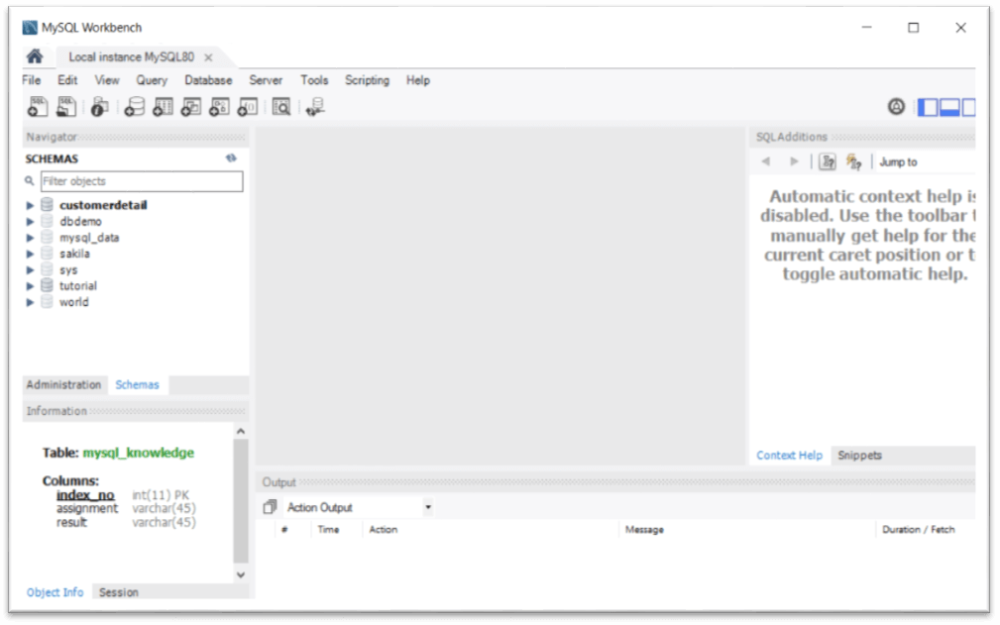 MySQL Workbench
Local instance MySQL80
File Edit View Query Database Server Tools Scripting Help
Navigator
SCHEMAS
Filter objects
customerdetail
dbdemo
mysql_data
sakila
sys
tutorial
world
Administration Schemas
Information
Table: mysql_knowledge
Columns:
index_no int(11) PK
assignment varchar(45)
result varchar(45)
Object Info Session
SQLAdditions
Jump to
Automatic context help is
disabled. Use the toolbar t
manually get help for the
current caret position or t
toggle automatic help.
Context Help Snippets
Output
Action Output
# Time Action Message Duration / Fetch